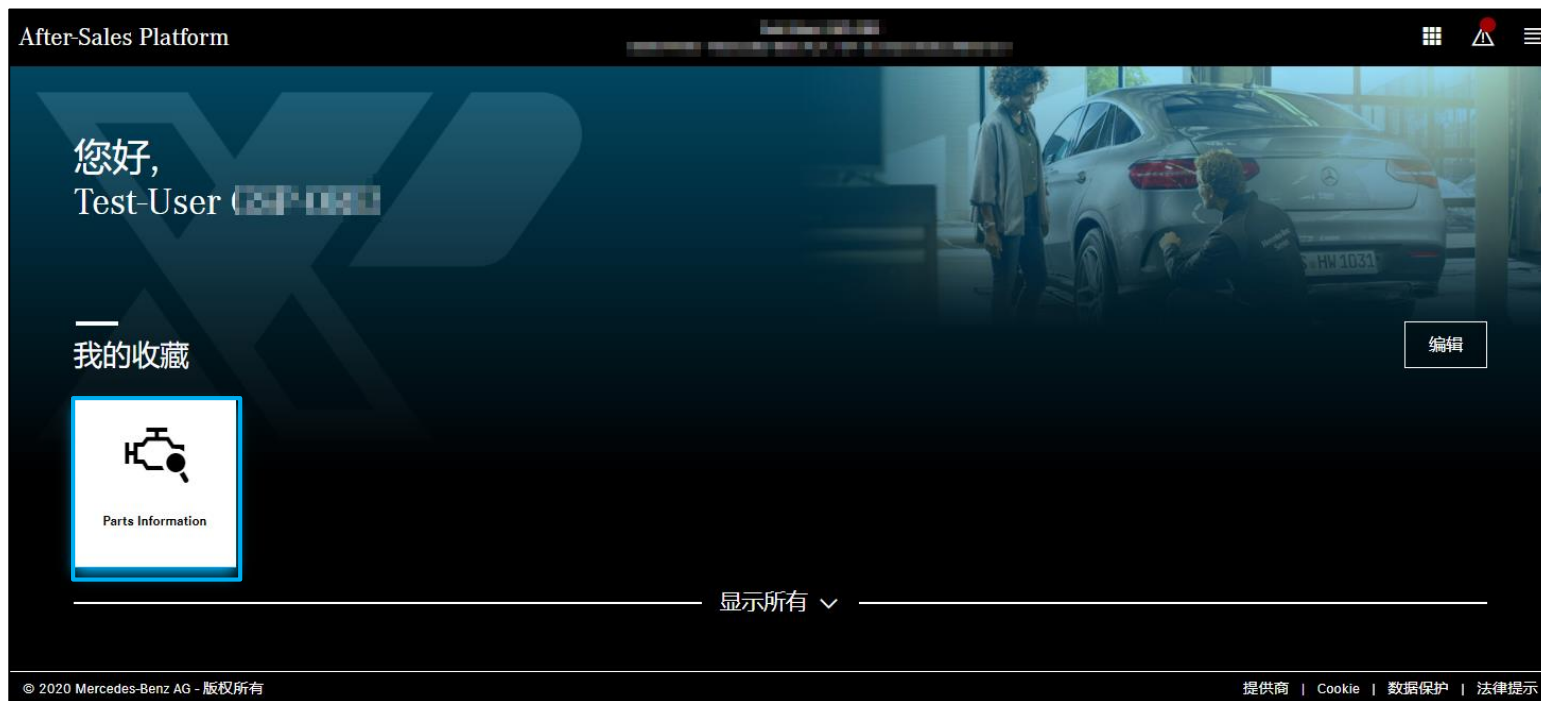 After-Sales Platform
您好,
Test-User
我的收藏
编辑
Parts Information
显示所有
© 2020 Mercedes-Benz AG - 版权所有
提供商 | Cookie | 数据保护 | 法律提示